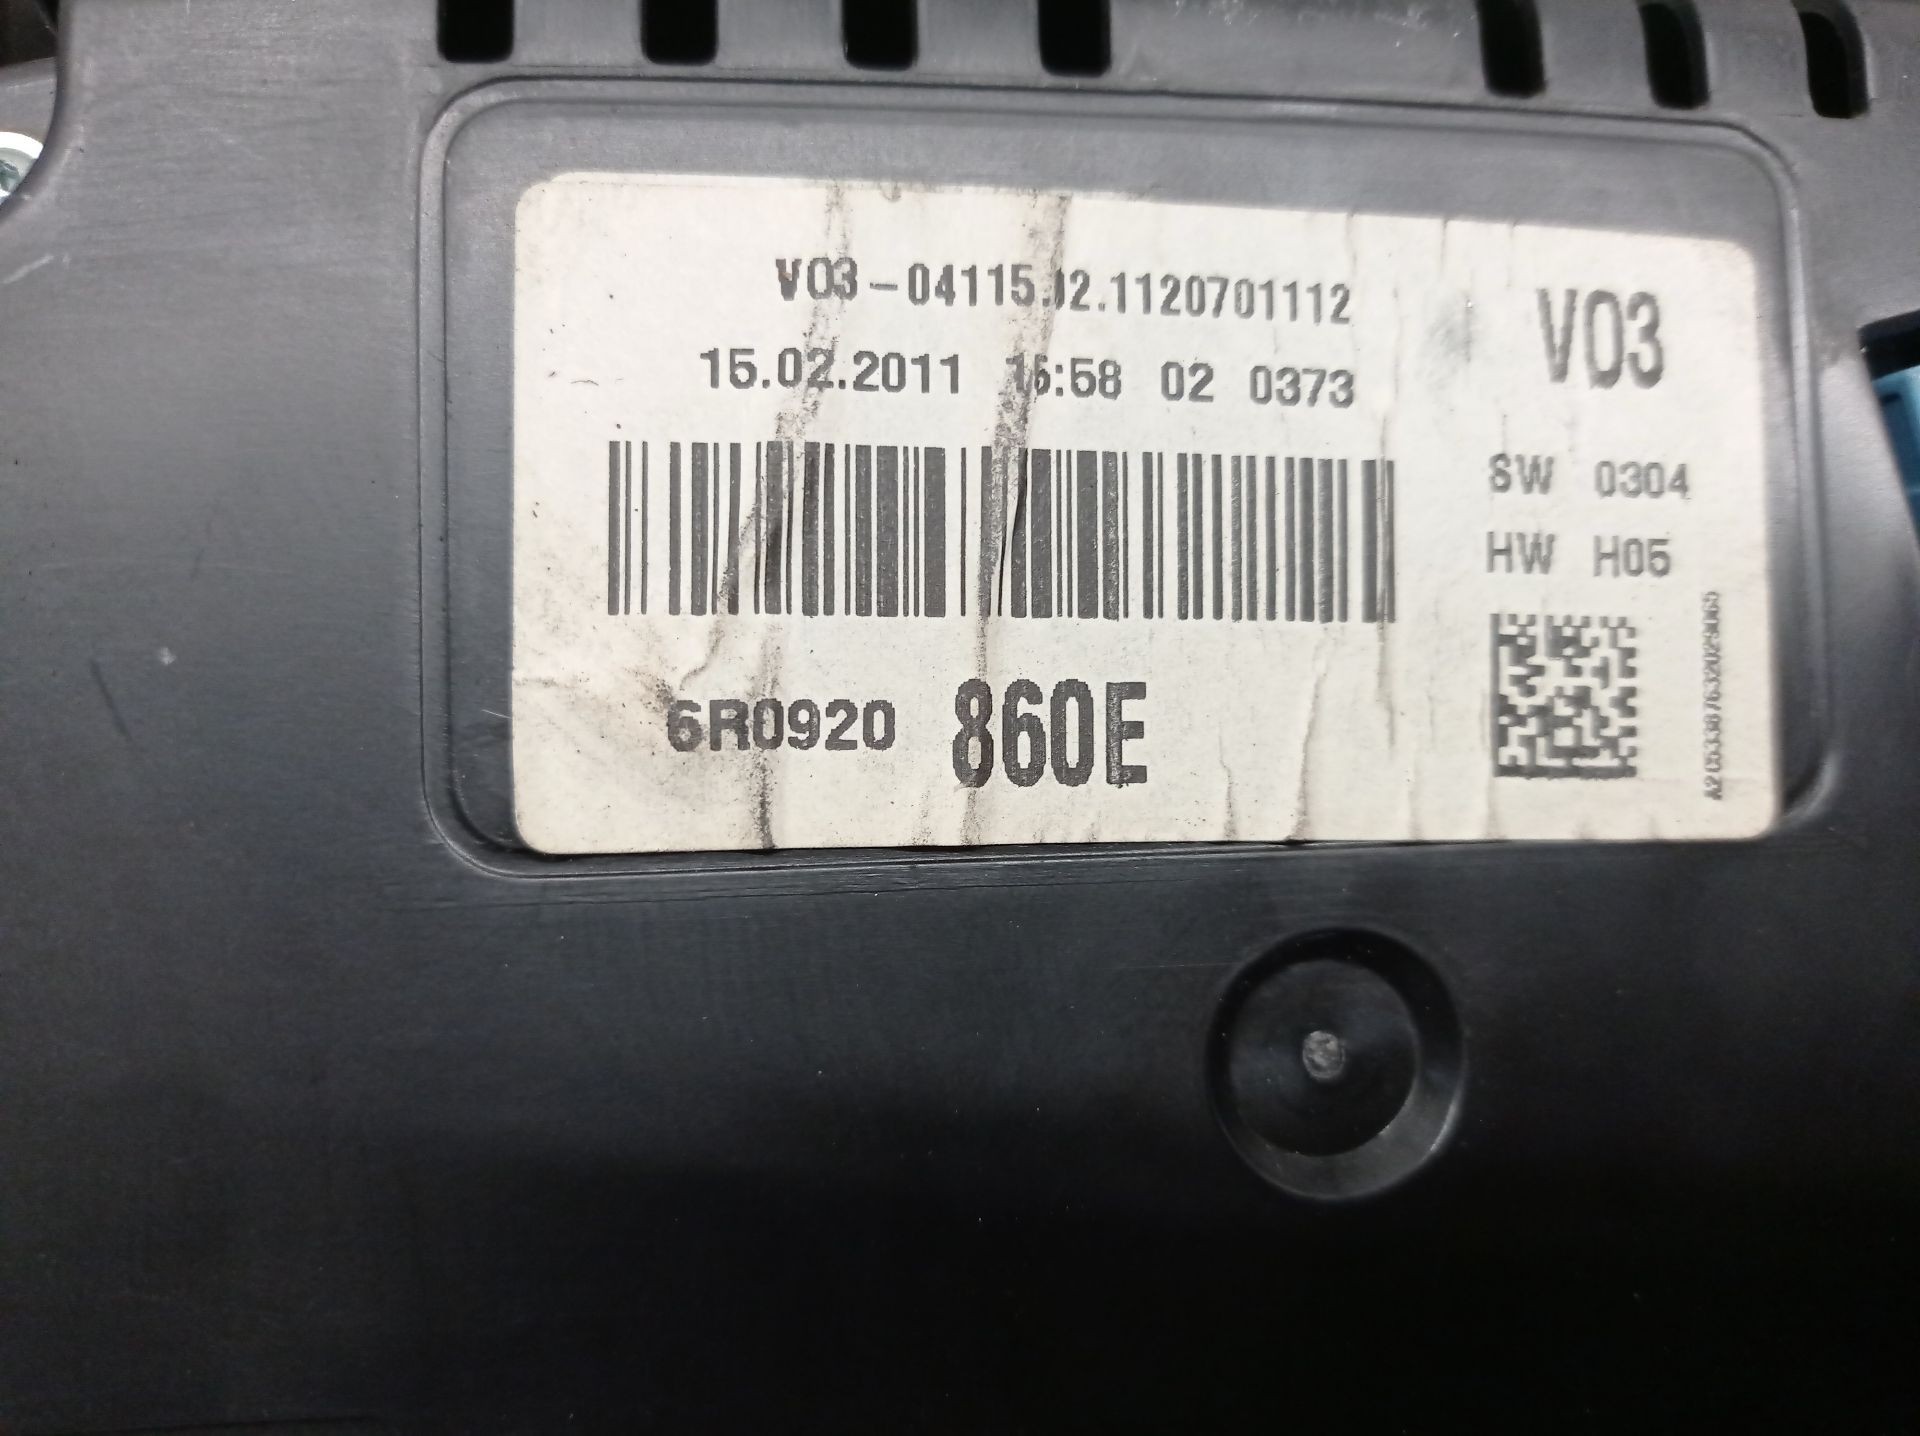 V03-04115.02.1120701112
15.02.2011 16:58 02 0373
6R0920 860E
V03
SW 0304
HW H05